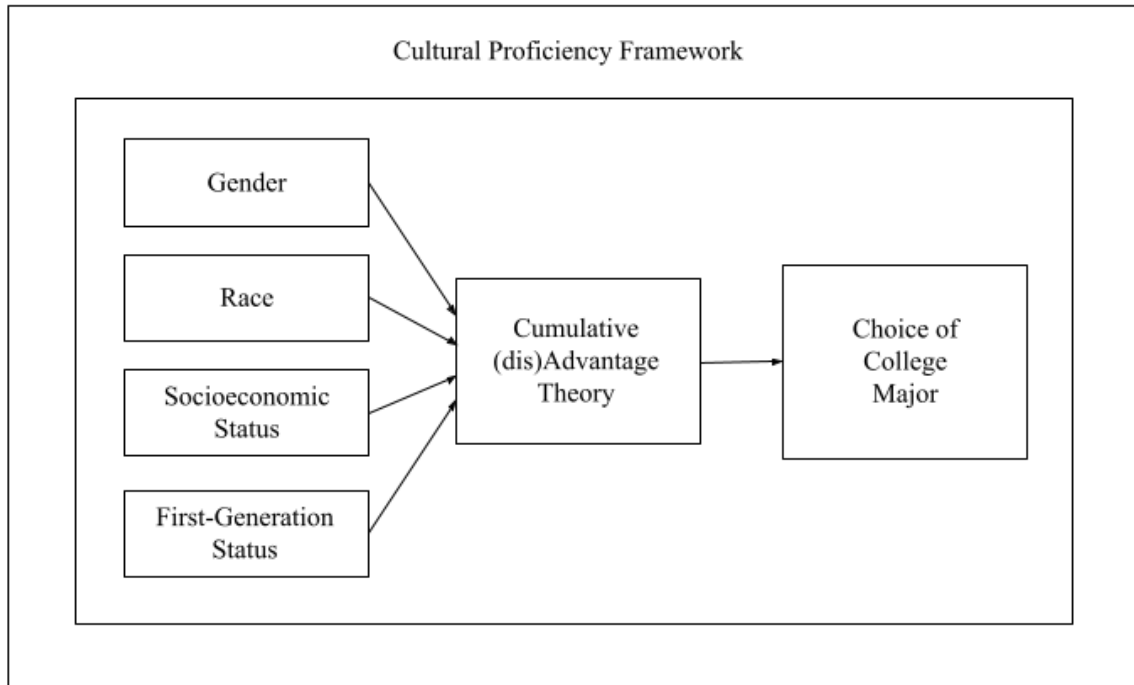 Cultural Proficiency Framework
Gender
Race
Socioeconomic
Status
First-Generation
Status
Cumulative
(dis)Advantage
Theory
Choice of
College
Major